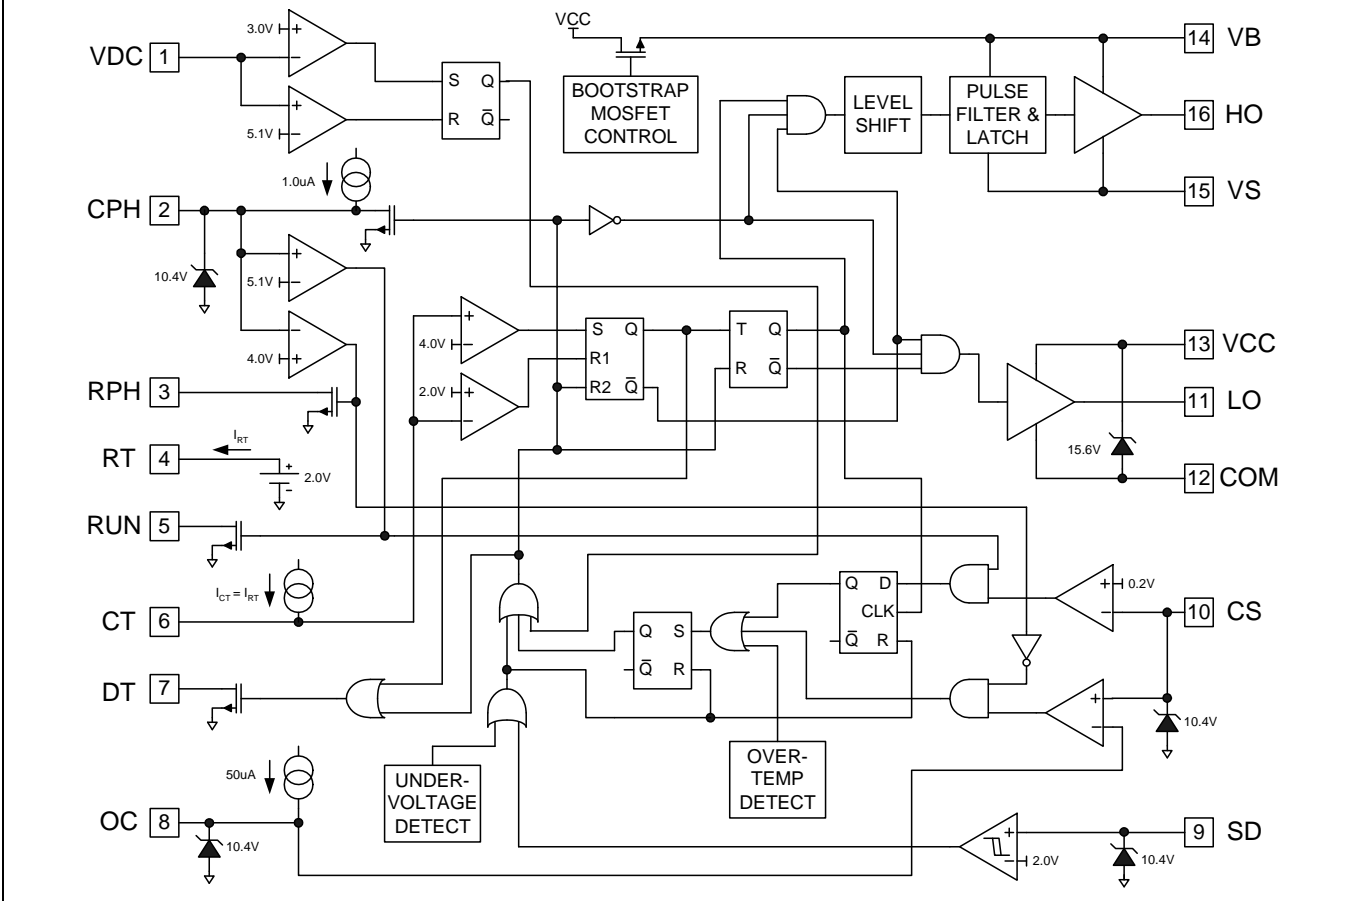 VCC
14 VB
3.0V
VDC 1
S Q
R Q̅
5.1V
BOOTSTRAP
MOSFET
CONTROL
LEVEL
SHIFT
PULSE
FILTER &
LATCH
16 HO
1.0uA
15 VS
CPH 2
10.4V
5.1V
4.0V
4.0V
2.0V
S Q
R1
R2 Q̅
T Q
R Q̅
13 VCC
RPH 3
11 LO
15.6V
IRT
RT 4
2.0V
12 COM
RUN 5
ICT = IRT
CT 6
Q D
CLK
Q̅ R
0.2V
10 CS
Q S
Q̅ R
DT 7
10.4V
50uA
UNDER-
VOLTAGE
DETECT
OVER-
TEMP
DETECT
OC 8
10.4V
9 SD
2.0V
10.4V